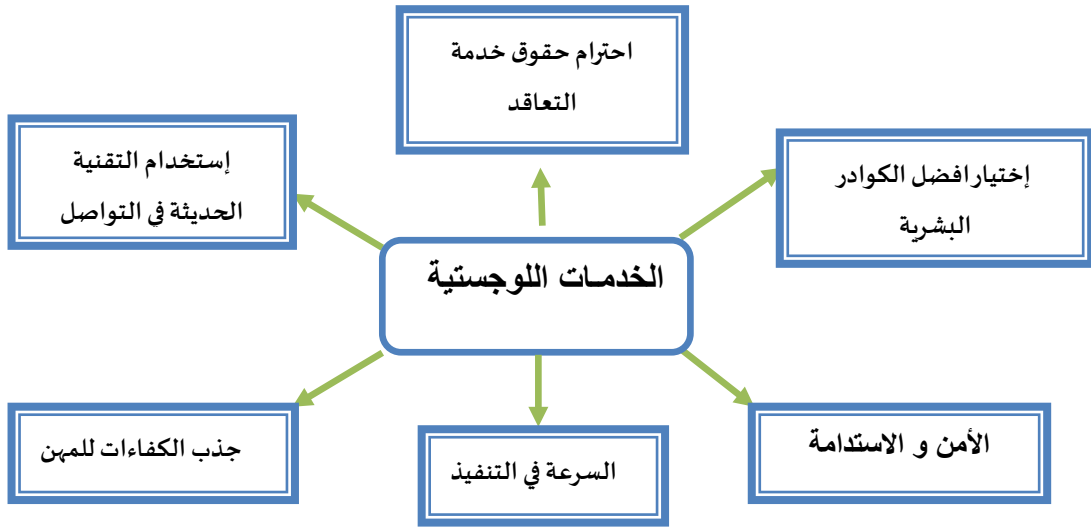 احترام حقوق خدمة
التعاقد
إختيار افضل الكوادر
البشرية
إستخدام التقنية
الحديثة في التواصل
الخدمـات اللوجستية
الأمن و الاستدامة
السرعة في التنفيذ
جذب الكفاءات للمهن